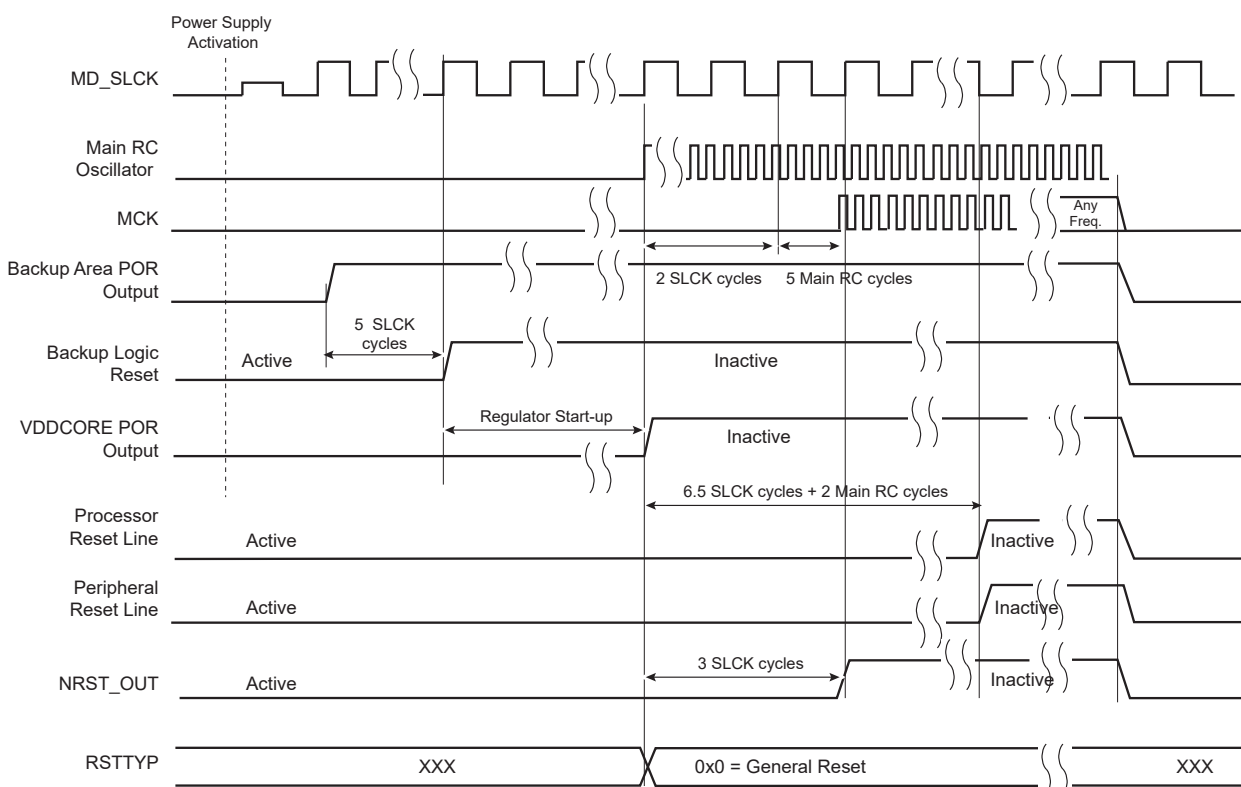 Power Supply
Activation
MD_SLCK
Main RC
Oscillator
MCK
Any
Freq.
Backup Area POR
Output
2 SLCK cycles
5 Main RC cycles
5 SLCK
cycles
Backup Logic
Reset
Active
Inactive
VDDCORE POR
Output
Regulator Start-up
Inactive
6.5 SLCK cycles + 2 Main RC cycles
Processor
Reset Line
Active
Inactive
Peripheral
Reset Line
Active
Inactive
NRST_OUT
Active
3 SLCK cycles
Inactive
RSTTYP
XXX
0x0 = General Reset
XXX